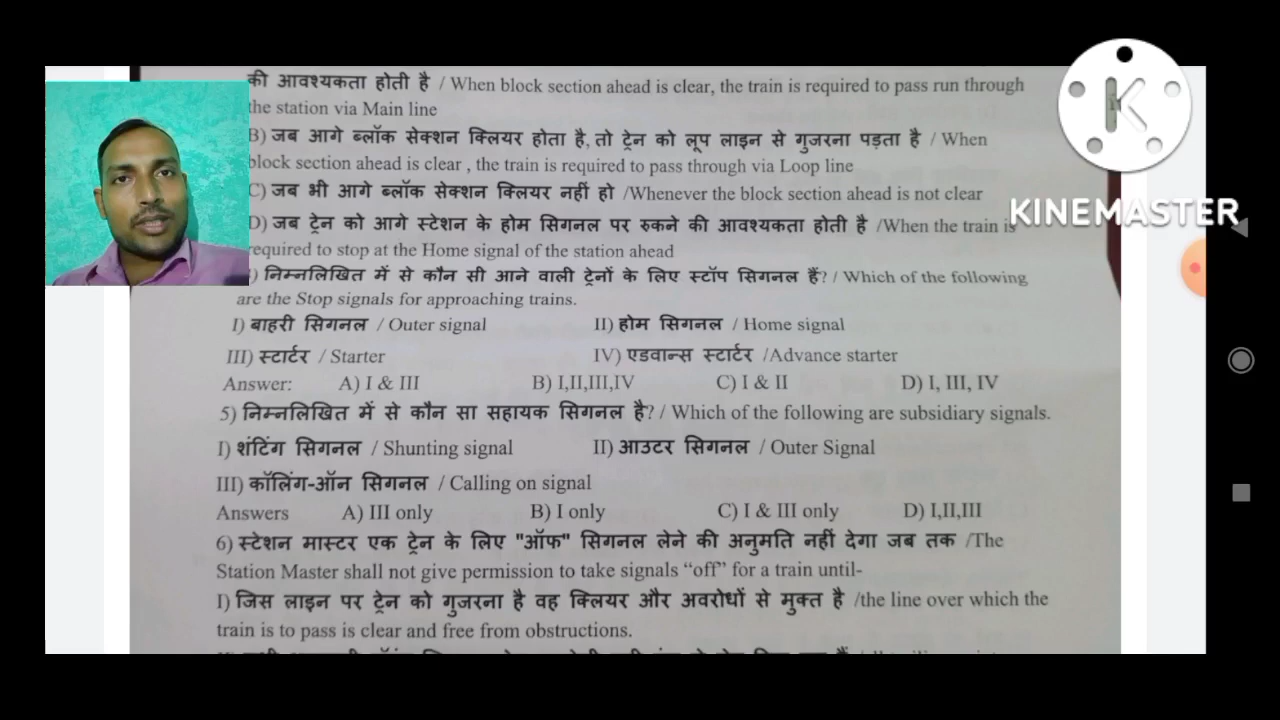 की आवश्यकता होती है / When block section ahead is clear, the train is required to pass run through
the station via Main line
B) जब आगे ब्लॉक सेक्शन क्लियर होता है, तो ट्रेन को लूप लाइन से गुजरना पड़ता है / When
block section ahead is clear , the train is required to pass through via Loop line
C) जब भी आगे ब्लॉक सेक्शन क्लियर नहीं हो /Whenever the block section ahead is not clear
D) जब ट्रेन को आगे स्टेशन के होम सिगनल पर रुकने की आवश्यकता होती है /When the train is
required to stop at the Home signal of the station ahead
) निम्नलिखित में से कौन सी आने वाली ट्रेनों के लिए स्टॉप सिगनल हैं? / Which of the following
are the Stop signals for approaching trains.
I) बाहरी सिगनल / Outer signal II) होम सिगनल / Home signal
III) स्टार्टर / Starter IV) एडवान्स स्टार्टर /Advance starter
Answer: A) I & III B) I,II,III,IV C) I & II D) I, III, IV
5) निम्नलिखित में से कौन सा सहायक सिगनल है? / Which of the following are subsidiary signals.
I) शंटिंग सिगनल / Shunting signal II) आउटर सिगनल / Outer Signal
III) कॉलिंग-ऑन सिगनल / Calling on signal
Answers A) III only B) I only C) I & III only D) I,II,III
6) स्टेशन मास्टर एक ट्रेन के लिए "ऑफ" सिगनल लेने की अनुमति नहीं देगा जब तक /The
Station Master shall not give permission to take signals “off” for a train until-
I) जिस लाइन पर ट्रेन को गुजरना है वह क्लियर और अवरोधों से मुक्त है /the line over which the
train is to pass is clear and free from obstructions.
K
KINEMASTER